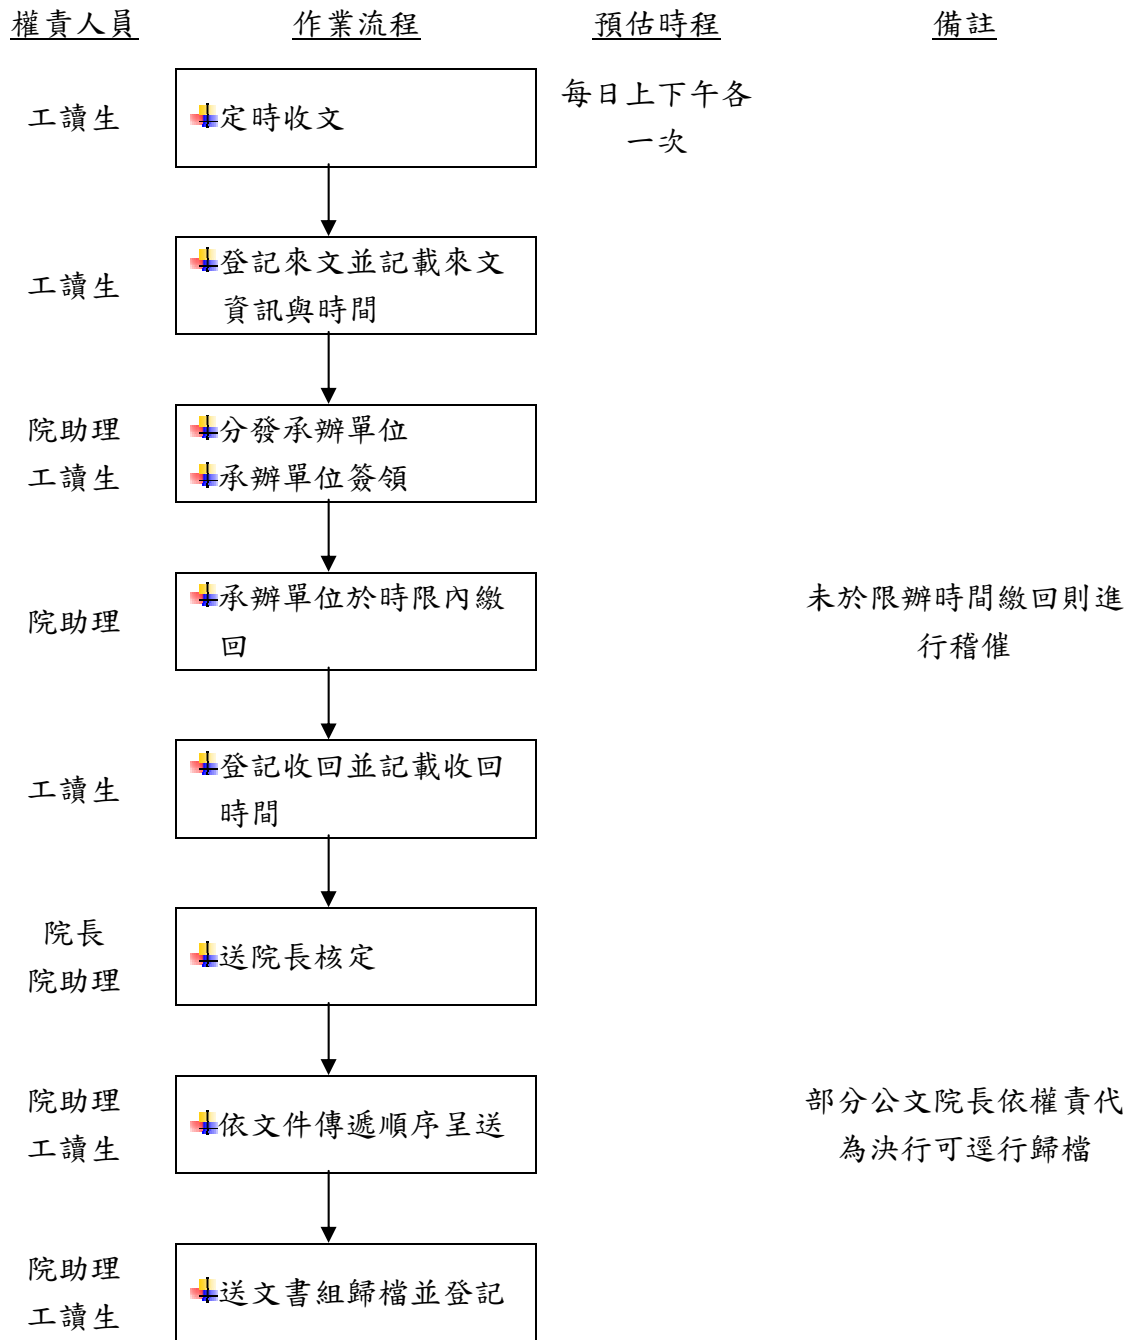 權責人員 作業流程 預估時程 備註
工讀生 定時收文 每日上下午各
一次
工讀生 登記來文並記載來文
資訊與時間
院助理 分發承辦單位
工讀生 承辦單位簽領
院助理 承辦單位於時限內繳
回
未於限辦時間繳回則進
行稽催
工讀生 登記收回並記載收回
時間
院長
院助理
送院長核定
院助理
工讀生
依文件傳遞順序呈送
部分公文院長依權責代
為決行可逕行歸檔
院助理
工讀生
送文書組歸檔並登記